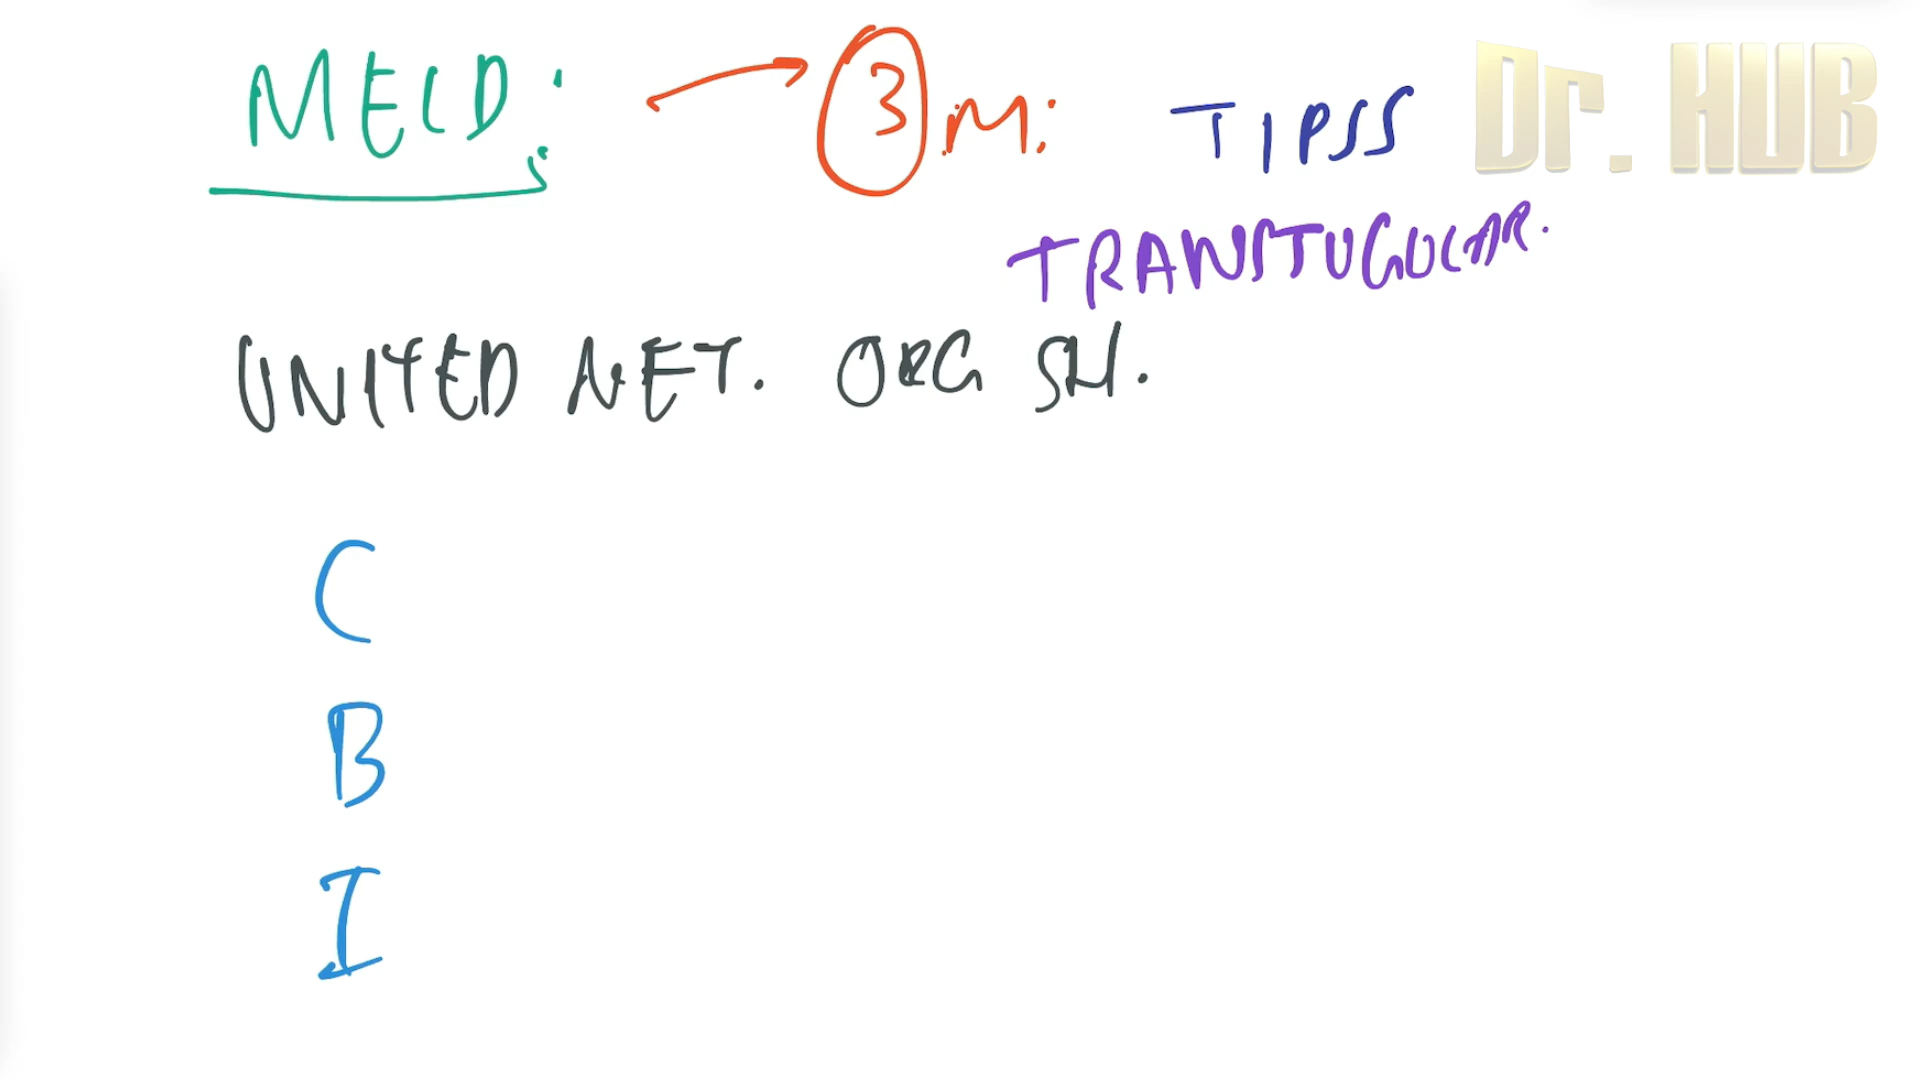 MELD: 3 M: TIPSS Dr. HUB
TRANSJUGULAR.
UNITED NET. ORG SH.
C
B
I